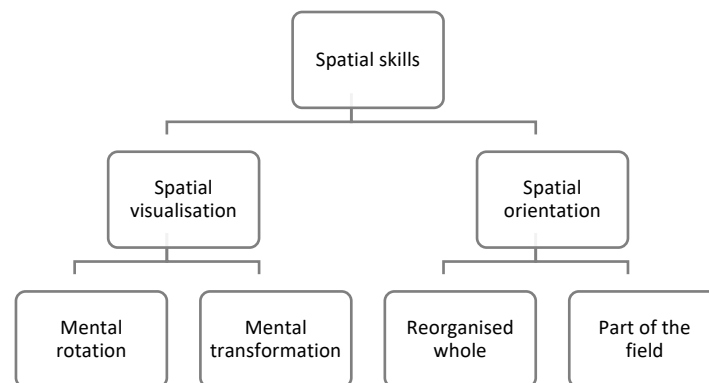 Spatial skills
Spatial
visualisation
Spatial
orientation
Mental
rotation
Mental
transformation
Reorganised
whole
Part of the
field